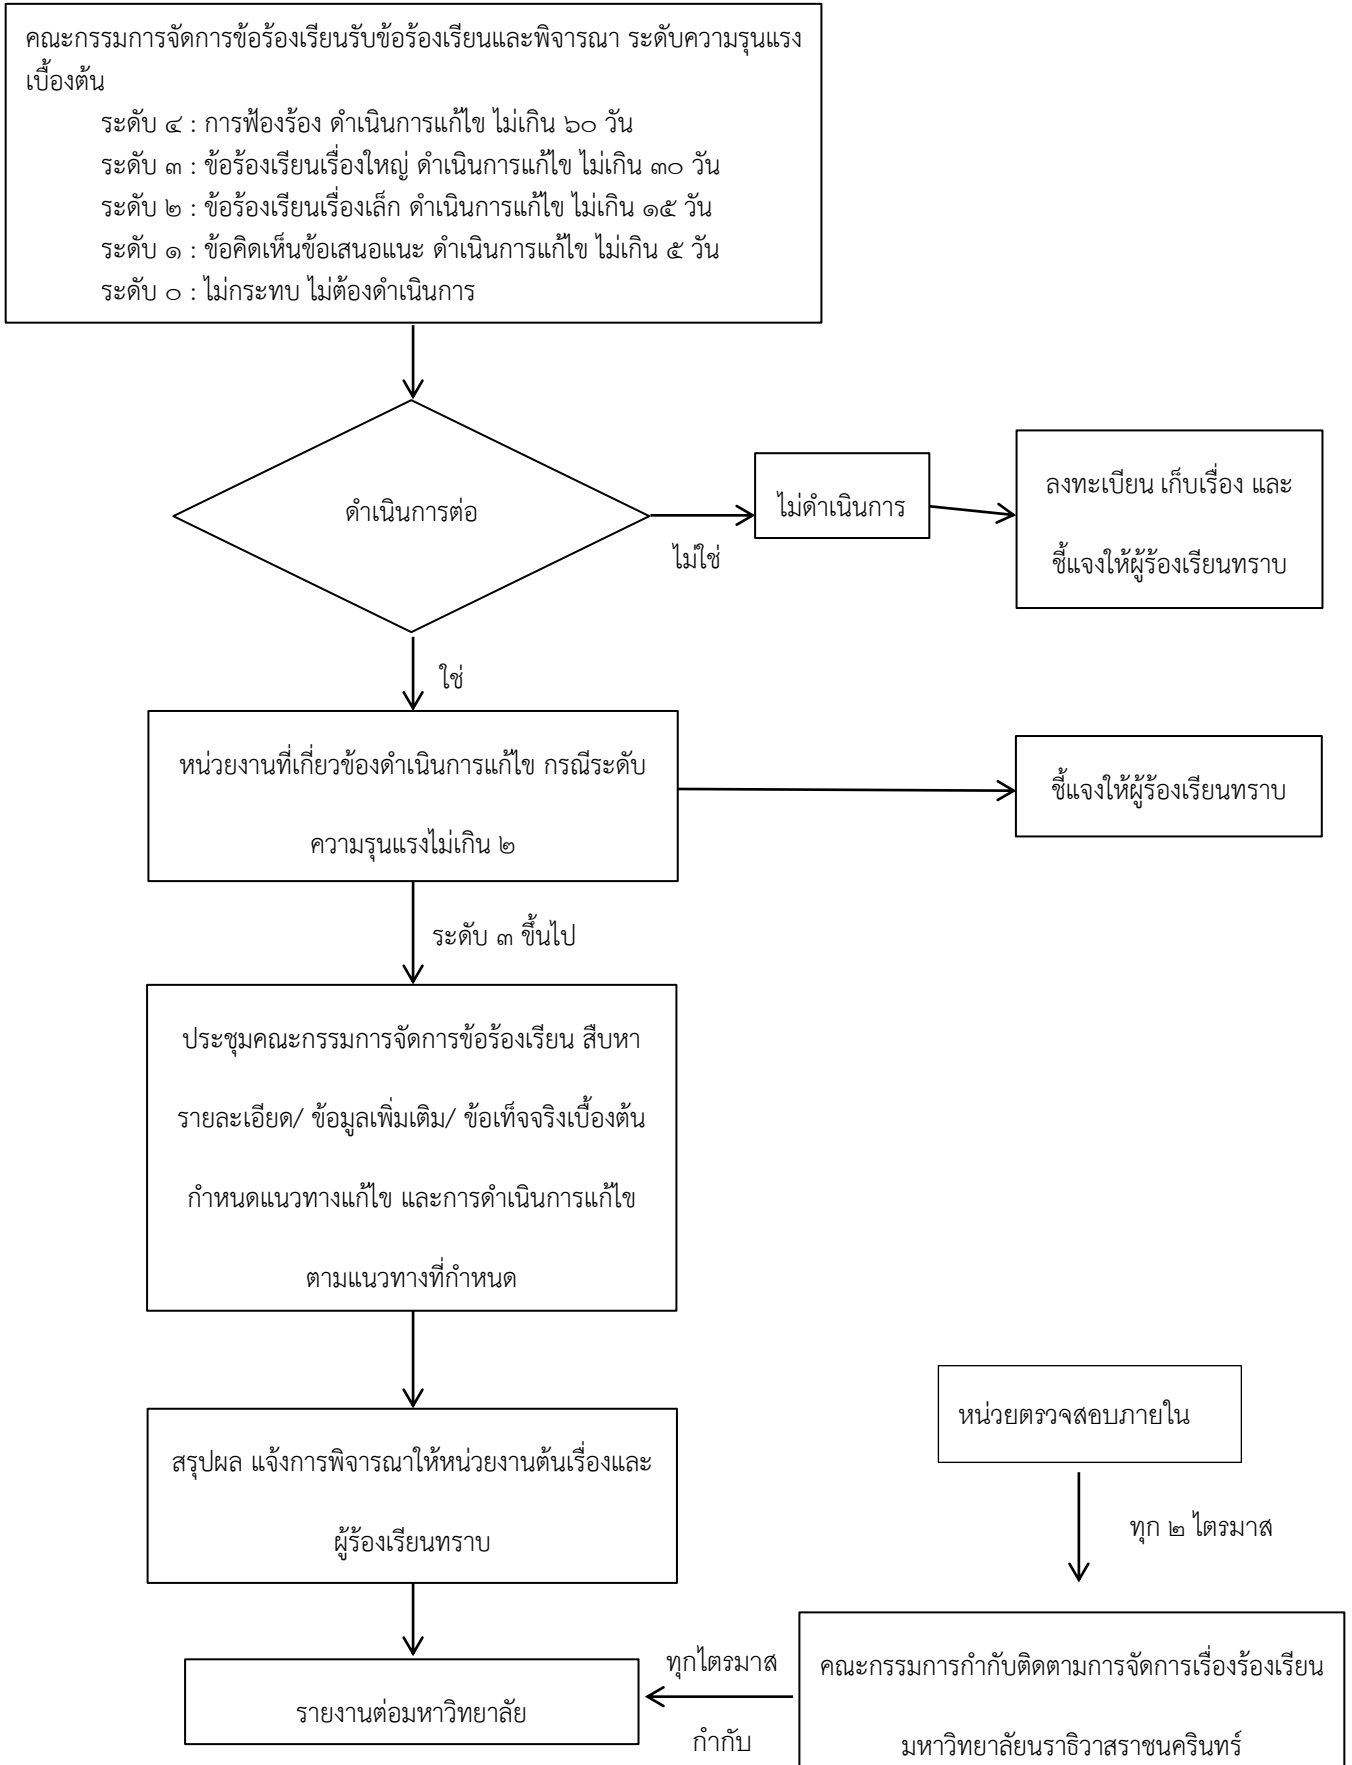 คณะกรรมการจัดการข้อร้องเรียนรับข้อร้องเรียนและพิจารณา ระดับความรุนแรง
เบื้องต้น
ระดับ ๔ : การฟ้องร้อง ดำเนินการแก้ไข ไม่เกิน ๖๐ วัน
ระดับ ๓ : ข้อร้องเรียนเรื่องใหญ่ ดำเนินการแก้ไข ไม่เกิน ๓๐ วัน
ระดับ ๒ : ข้อร้องเรียนเรื่องเล็ก ดำเนินการแก้ไข ไม่เกิน ๑๕ วัน
ระดับ ๑ : ข้อคิดเห็นข้อเสนอแนะ ดำเนินการแก้ไข ไม่เกิน ๕ วัน
ระดับ ๐ : ไม่กระทบ ไม่ต้องดำเนินการ
ดำเนินการต่อ
ไม่ใช่
ไม่ดำเนินการ
ลงทะเบียน เก็บเรื่อง และ
ชี้แจงให้ผู้ร้องเรียนทราบ
ใช่
หน่วยงานที่เกี่ยวข้องดำเนินการแก้ไข กรณีระดับ
ความรุนแรงไม่เกิน ๒
ชี้แจงให้ผู้ร้องเรียนทราบ
ระดับ ๓ ขึ้นไป
ประชุมคณะกรรมการจัดการข้อร้องเรียน สืบหา
รายละเอียด/ ข้อมูลเพิ่มเติม/ ข้อเท็จจริงเบื้องต้น
กำหนดแนวทางแก้ไข และการดำเนินการแก้ไข
ตามแนวทางที่กำหนด
สรุปผล แจ้งการพิจารณาให้หน่วยงานต้นเรื่องและ
ผู้ร้องเรียนทราบ
หน่วยตรวจสอบภายใน
ทุก ๒ ไตรมาส
รายงานต่อมหาวิทยาลัย
ทุกไตรมาส
กำกับ
คณะกรรมการกำกับติดตามการจัดการเรื่องร้องเรียน
มหาวิทยาลัยนราธิวาสราชนครินทร์